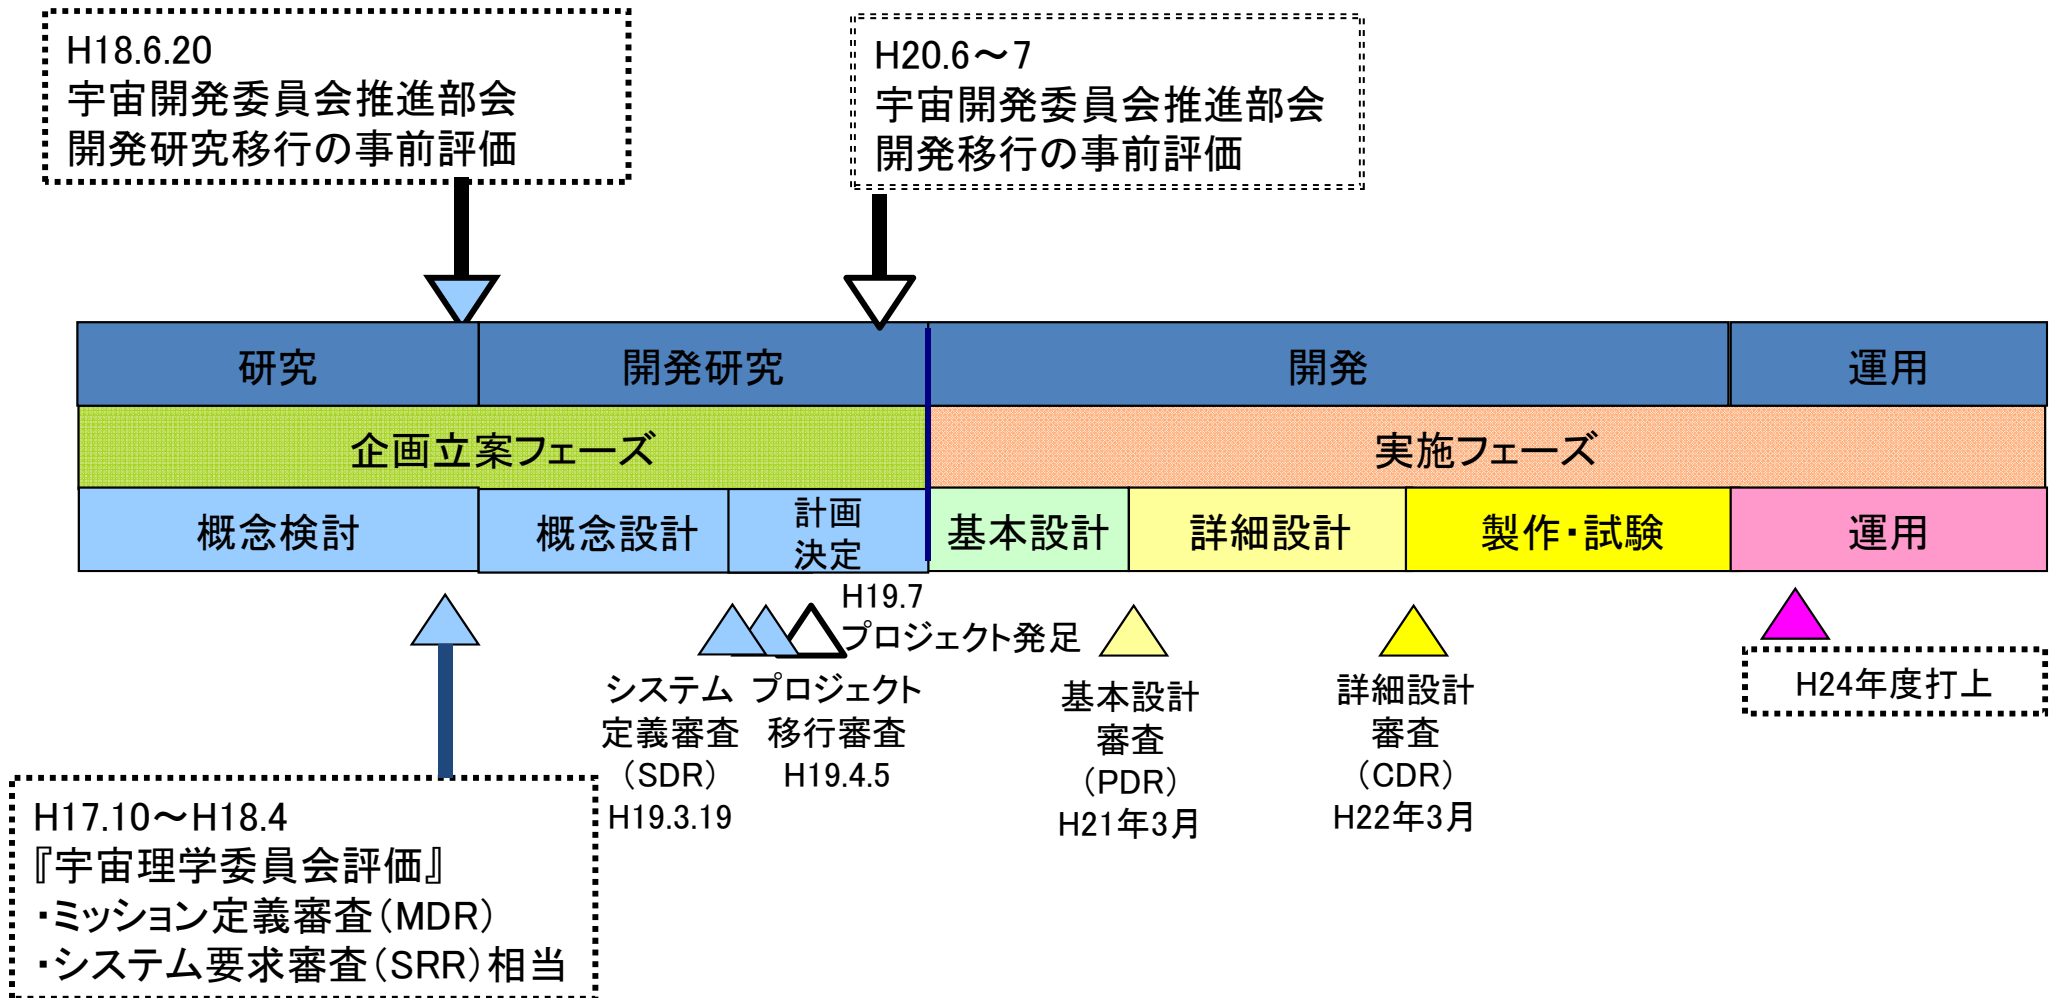 H18.6.20
宇宙開発委員会推進部会
開発研究移行の事前評価
H20.6～7
宇宙開発委員会推進部会
開発移行の事前評価
研究
開発研究
開発
運用
企画立案フェーズ
実施フェーズ
概念検討
概念設計
計画
決定
基本設計
詳細設計
製作・試験
運用
H19.7
プロジェクト発足
システム
定義審査
（SDR）
H19.3.19
プロジェクト
移行審査
H19.4.5
基本設計
審査
（PDR）
H21年3月
詳細設計
審査
（CDR）
H22年3月
H24年度打上
H17.10～H18.4
『宇宙理学委員会評価』
・ミッション定義審査（MDR）
・システム要求審査（SRR）相当